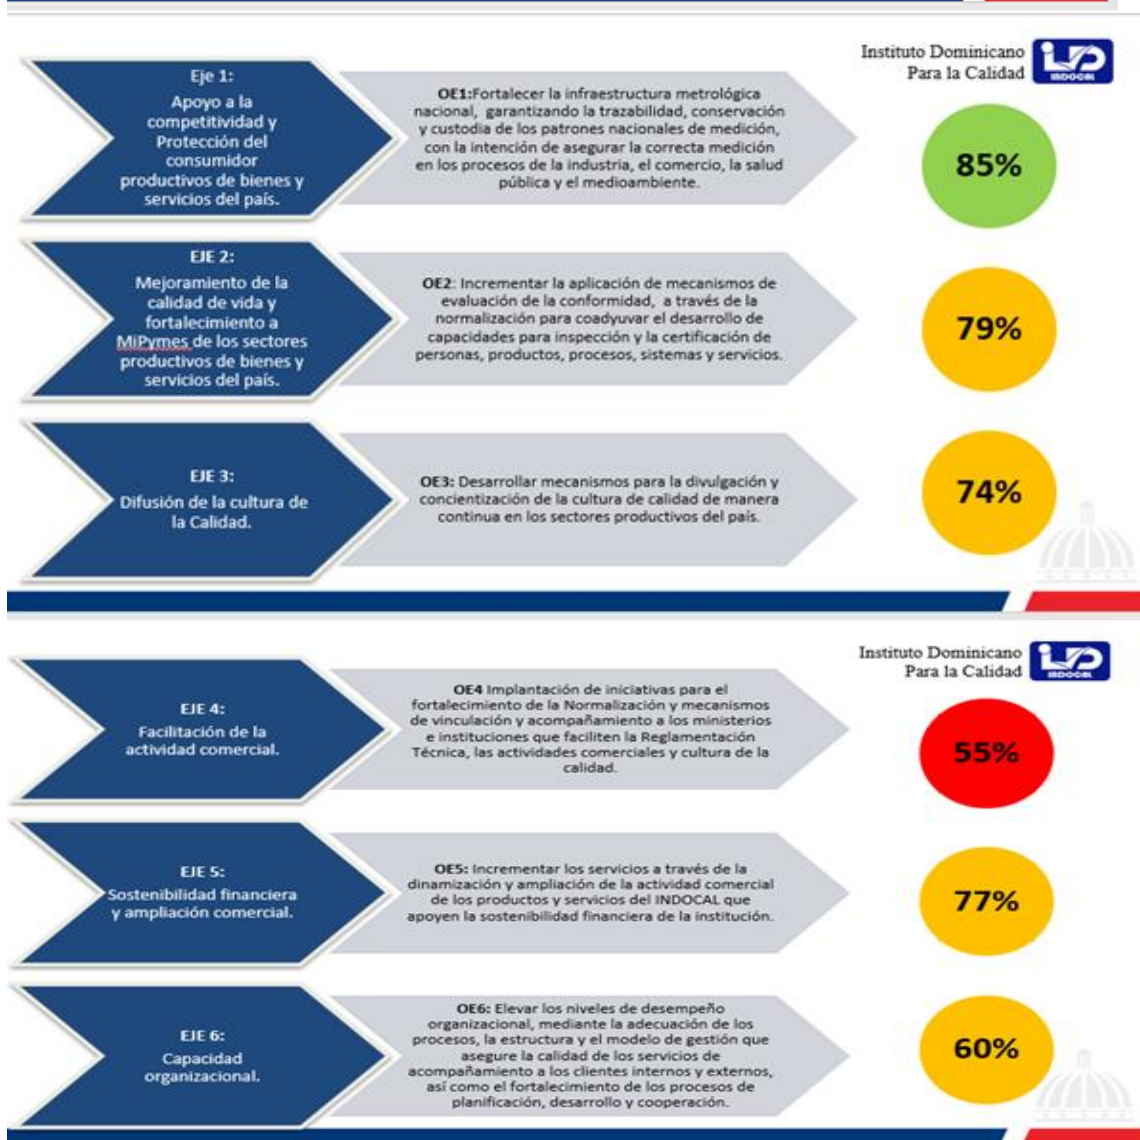 Instituto Dominicano
Para la Calidad
INDOCAL
Eje 1:
Apoyo a la
competitividad y
Protección del
consumidor
productivos de bienes y
servicios del país.
OE1:Fortalecer la infraestructura metrológica
nacional, garantizando la trazabilidad, conservación
y custodia de los patrones nacionales de medición,
con la intención de asegurar la correcta medición
en los procesos de la industria, el comercio, la salud
pública y el medioambiente.
85%
EJE 2:
Mejoramiento de la
calidad de vida y
fortalecimiento a
MiPymes de los sectores
productivos de bienes y
servicios del país.
OE2: Incrementar la aplicación de mecanismos de
evaluación de la conformidad, a través de la
normalización para coadyuvar el desarrollo de
capacidades para inspección y la certificación de
personas, productos, procesos, sistemas y servicios.
79%
EJE 3:
Difusión de la cultura de
la Calidad.
OE3: Desarrollar mecanismos para la divulgación y
concientización de la cultura de calidad de manera
continua en los sectores productivos del país.
74%
Instituto Dominicano
Para la Calidad
INDOCAL
EJE 4:
Facilitación de la
actividad comercial.
OE4 Implantación de iniciativas para el
fortalecimiento de la Normalización y mecanismos
de vinculación y acompañamiento a los ministerios
e instituciones que faciliten la Reglamentación
Técnica, las actividades comerciales y cultura de la
calidad.
55%
EJE 5:
Sostenibilidad financiera
y ampliación comercial.
OE5: Incrementar los servicios a través de la
dinamización y ampliación de la actividad comercial
de los productos y servicios del INDOCAL que
apoyen la sostenibilidad financiera de la institución.
77%
EJE 6:
Capacidad
organizacional.
OE6: Elevar los niveles de desempeño
organizacional, mediante la adecuación de los
procesos, la estructura y el modelo de gestión que
asegure la calidad de los servicios de
acompañamiento a los clientes internos y externos,
así como el fortalecimiento de los procesos de
planificación, desarrollo y cooperación.
60%